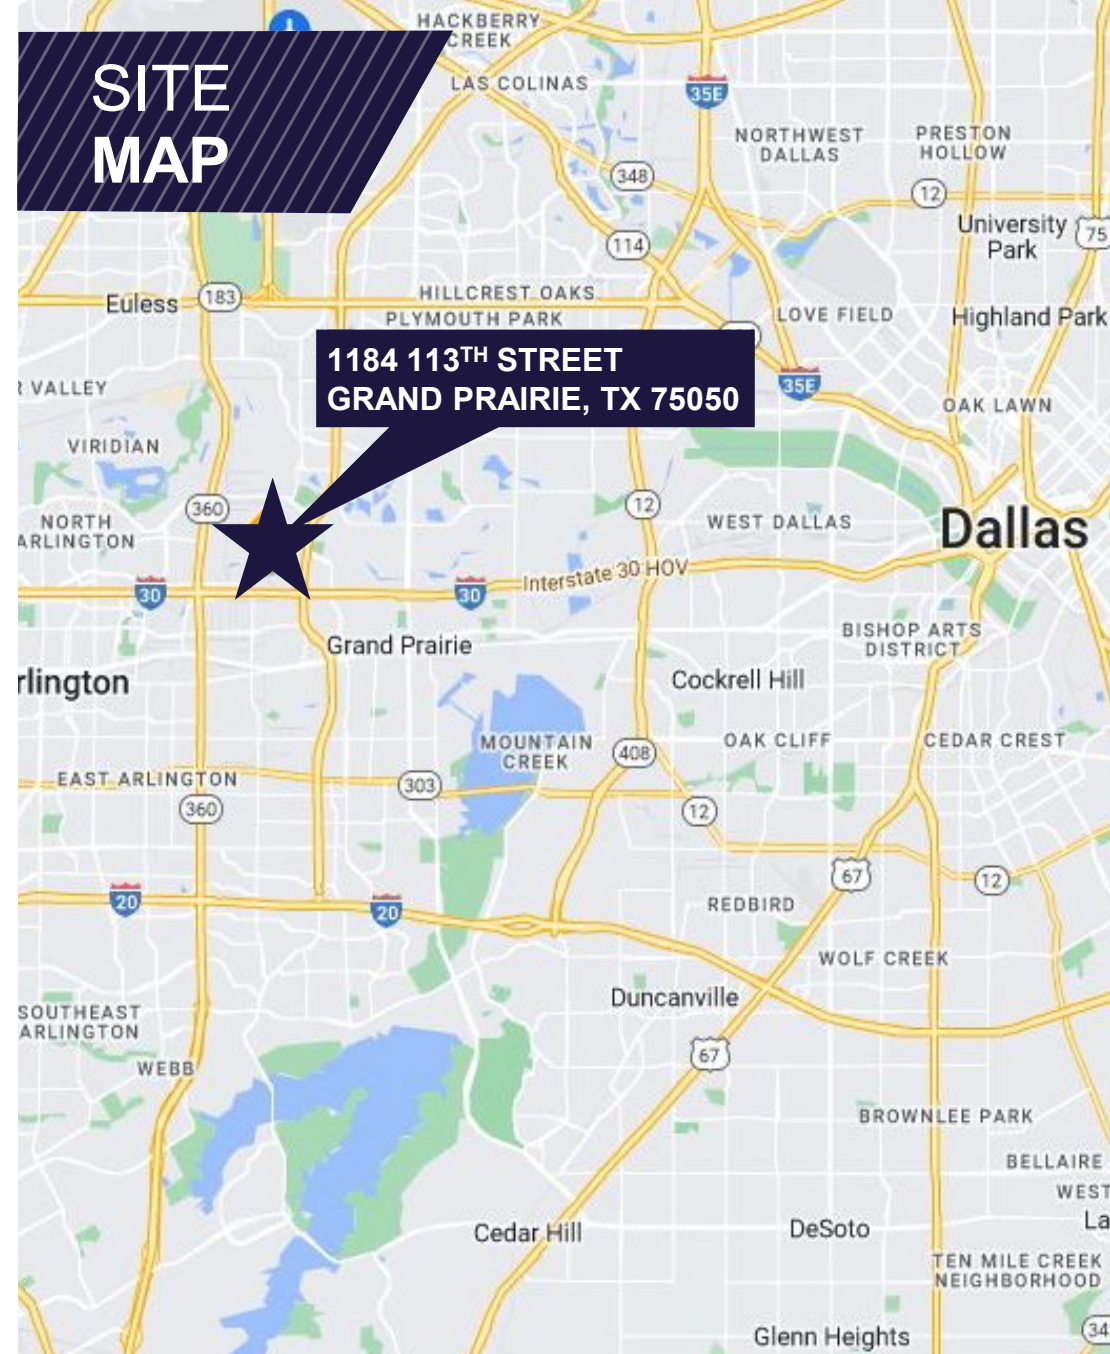 SITE
MAP
HACKBERRY
CREEK
LAS COLINAS
35E
NORTHWEST
DALLAS
PRESTON
HOLLOW
348
12
114
University
Park
75
Euless
183
HILLCREST OAKS
PLYMOUTH PARK
LOVE FIELD
Highland Park
1184 113TH STREET
GRAND PRAIRIE, TX 75050
VALLEY
35E
OAK LAWN
VIRIDIAN
360
12
NORTH
ARLINGTON
WEST DALLAS
Dallas
30
30
Interstate 30 HOV
Grand Prairie
BISHOP ARTS
DISTRICT
rlington
Cockrell Hill
MOUNTAIN
CREEK
408
OAK CLIFF
CEDAR CREST
EAST ARLINGTON
303
360
12
67
12
20
20
REDBIRD
WOLF CREEK
Duncanville
SOUTHEAST
ARLINGTON
67
WEBB
BROWNLEE PARK
BELLAIRE
WEST
La
Cedar Hill
DeSoto
TEN MILE CREEK
NEIGHBORHOOD
Glenn Heights
34